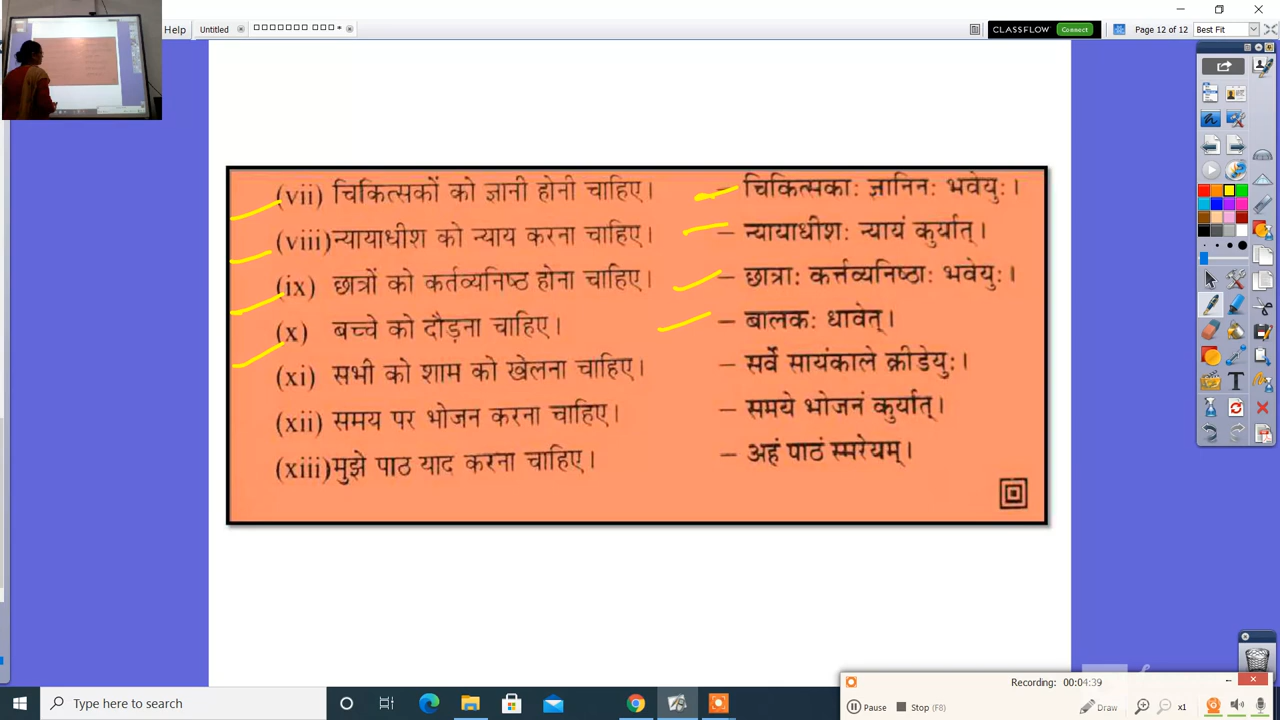 Help Untitled □□□□□□□ □□□ * CLASSFLOW Connect Page 12 of 12 Best Fit
(vii) चिकित्सकों को ज्ञानी होनी चाहिए। – चिकित्सकाः ज्ञानिनः भवेयुः।
(viii) न्यायाधीश को न्याय करना चाहिए। – न्यायाधीशः न्यायं कुर्यात्।
(ix) छात्रों को कर्तव्यनिष्ठ होना चाहिए। – छात्राः कर्त्तव्यनिष्ठाः भवेयुः।
(x) बच्चे को दौड़ना चाहिए। – बालकः धावेत्।
(xi) सभी को शाम को खेलना चाहिए। – सर्वे सायंकाले क्रीडेयुः।
(xii) समय पर भोजन करना चाहिए। – समये भोजनं कुर्यात्।
(xiii) मुझे पाठ याद करना चाहिए। – अहं पाठं स्मरेयम्।
x1
Recording: 00:04:39
Pause Stop (F8) Draw x1
Type here to search